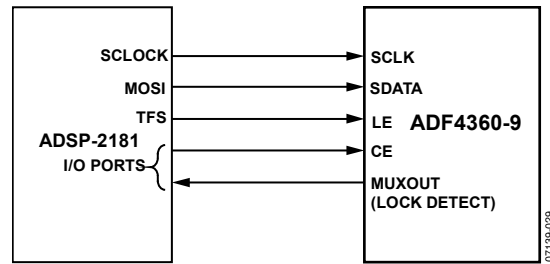 SCLOCK
MOSI
TFS
ADSP-2181
I/O PORTS
SCLK
SDATA
LE ADF4360-9
CE
MUXOUT
(LOCK DETECT)
07139-029